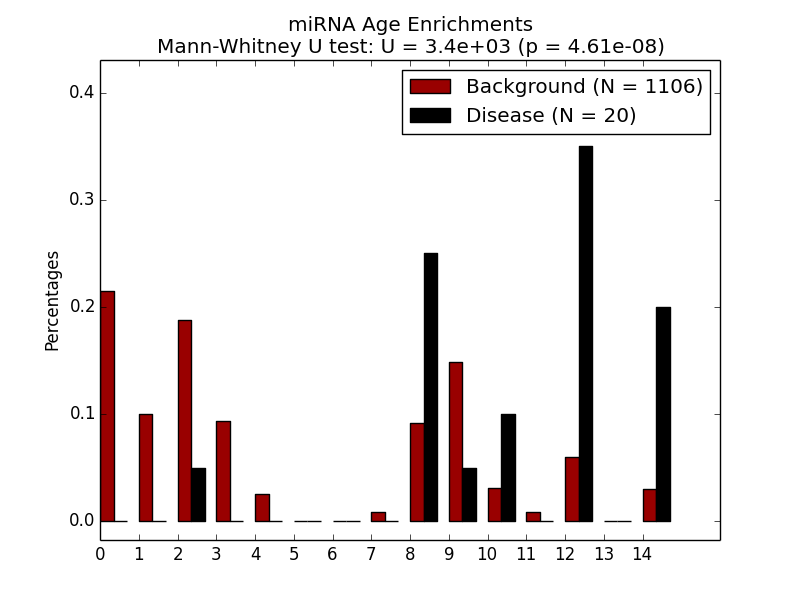 miRNA Age Enrichments
Mann-Whitney U test: U = 3.4e+03 (p = 4.61e-08)
Background (N = 1106)
Disease (N = 20)
Percentages
0.4
0.3
0.2
0.1
0.0
0 1 2 3 4 5 6 7 8 9 10 11 12 13 14